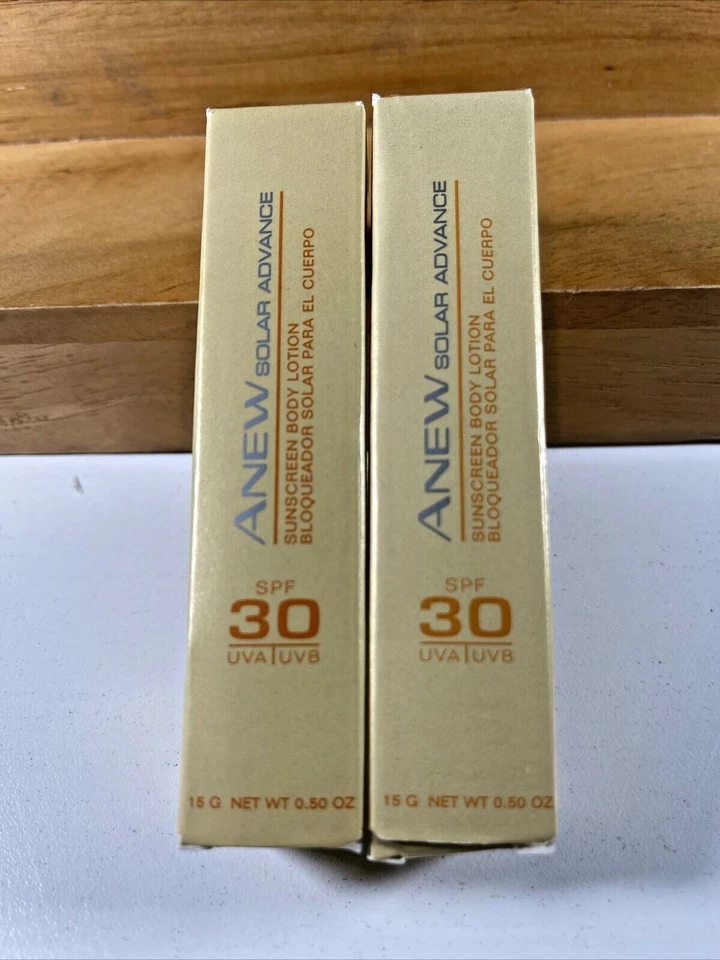 ANEW SOLAR ADVANCE
SUNSCREEN BODY LOTION
BLOQUEADOR SOLAR PARA EL CUERPO
SPF
30
UVA UVB
15 G NET WT 0.50 OZ
ANEW SOLAR ADVANCE
SUNSCREEN BODY LOTION
BLOQUEADOR SOLAR PARA EL CUERPO
SPF
30
UVA UVB
15 G NET WT 0.50 OZ